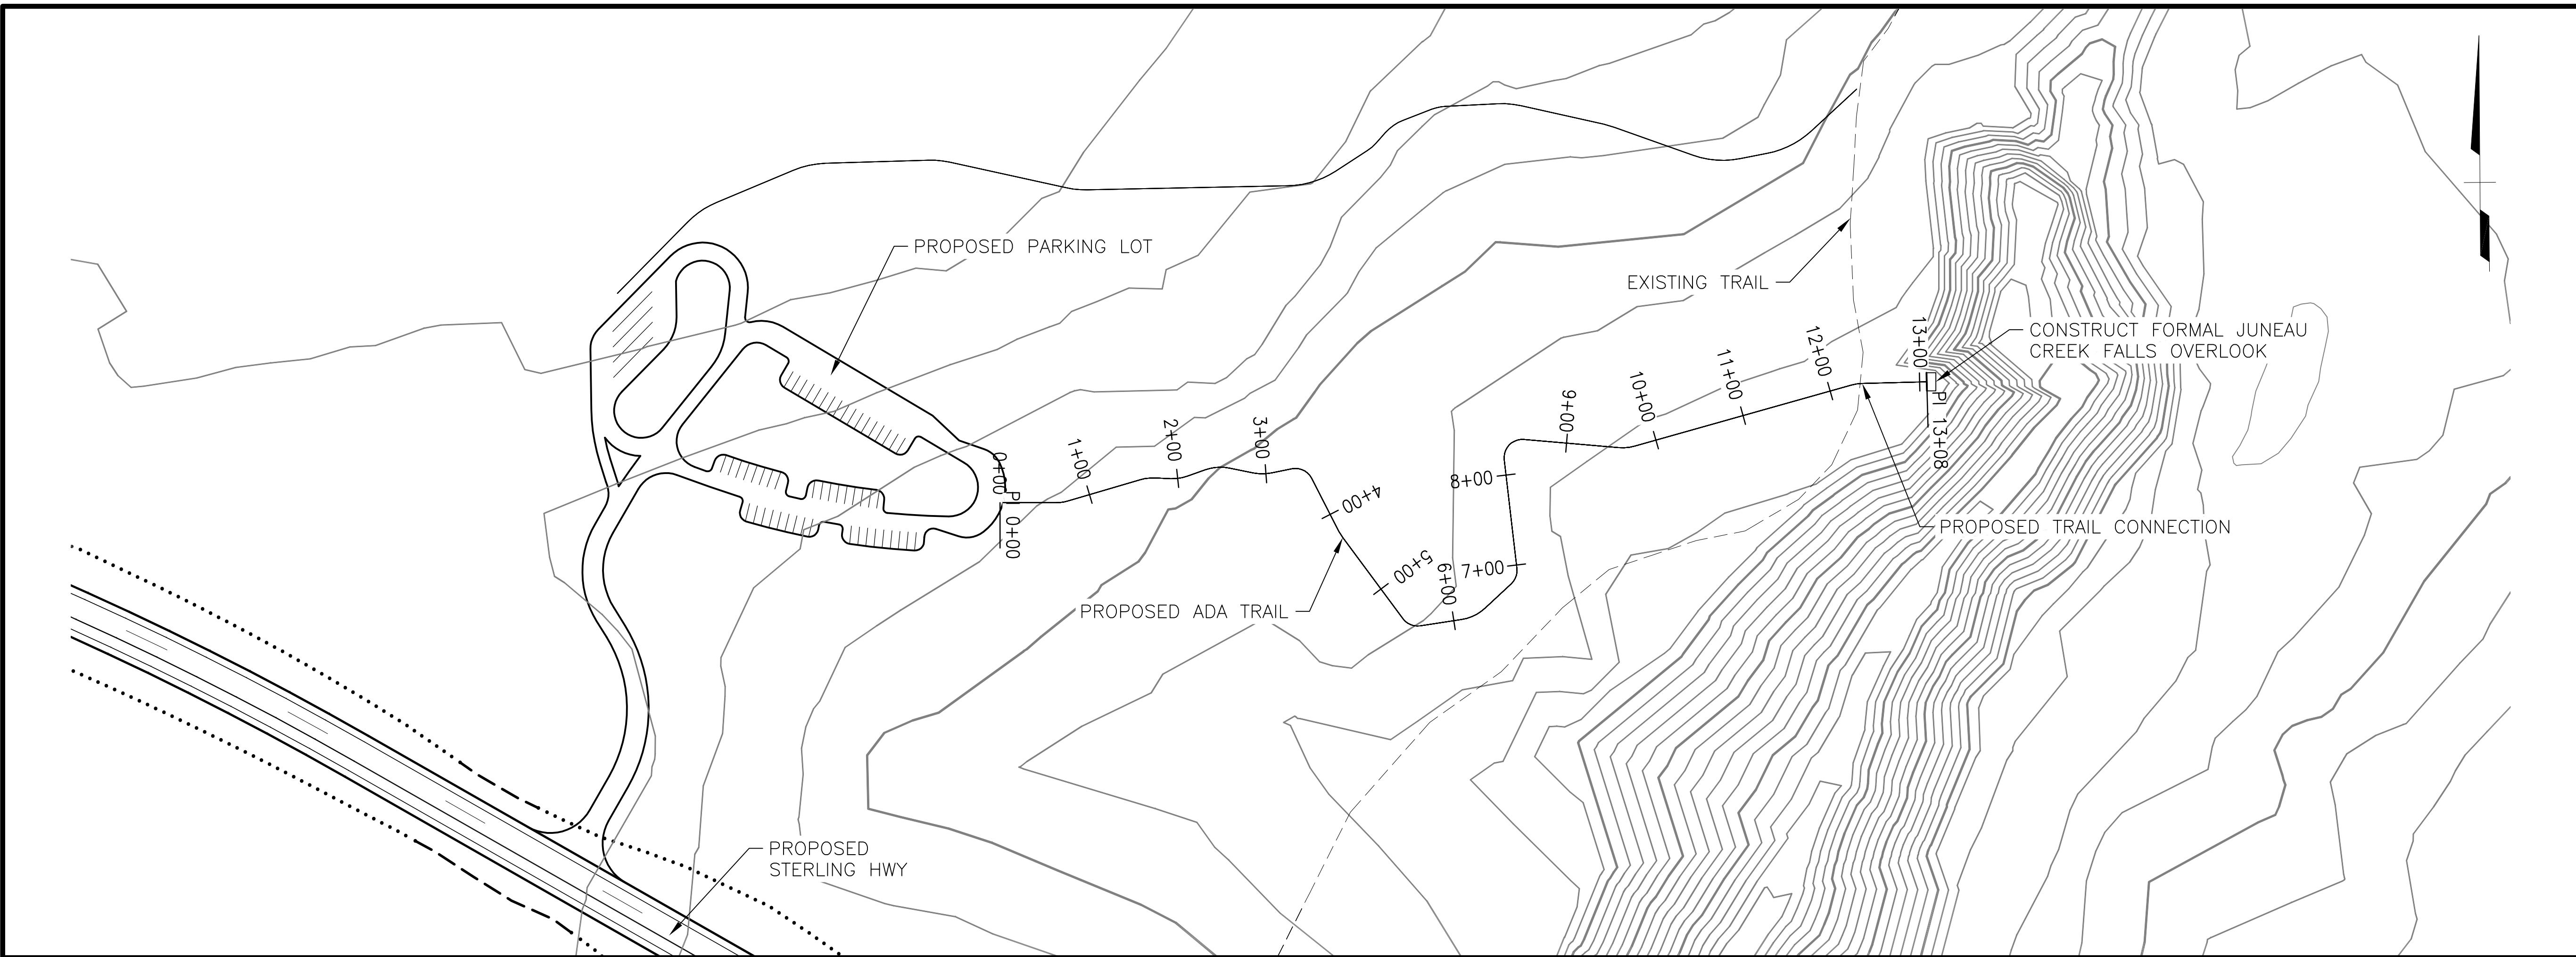 PROPOSED PARKING LOT
EXISTING TRAIL
CONSTRUCT FORMAL JUNEAU
CREEK FALLS OVERLOOK
0+00
PI 0+00
1+00
2+00
3+00
4+00
5+00
6+00
7+00
8+00
9+00
10+00
11+00
12+00
13+00
PI 13+08
PROPOSED TRAIL CONNECTION
PROPOSED ADA TRAIL
PROPOSED
STERLING HWY